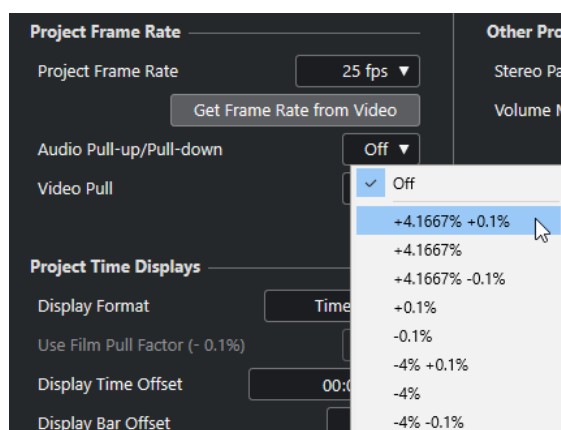 Project Frame Rate
Other Pro
Project Frame Rate 25 fps
Stereo Pa
Get Frame Rate from Video
Volume
Audio Pull-up/Pull-down Off
Video Pull
Off
+4.1667% +0.1%
+4.1667%
+4.1667% -0.1%
+0.1%
-0.1%
-4% +0.1%
-4%
-4% -0.1%
Project Time Displays
Display Format Time
Use Film Pull Factor (- 0.1%)
Display Time Offset 00:0
Display Bar Offset